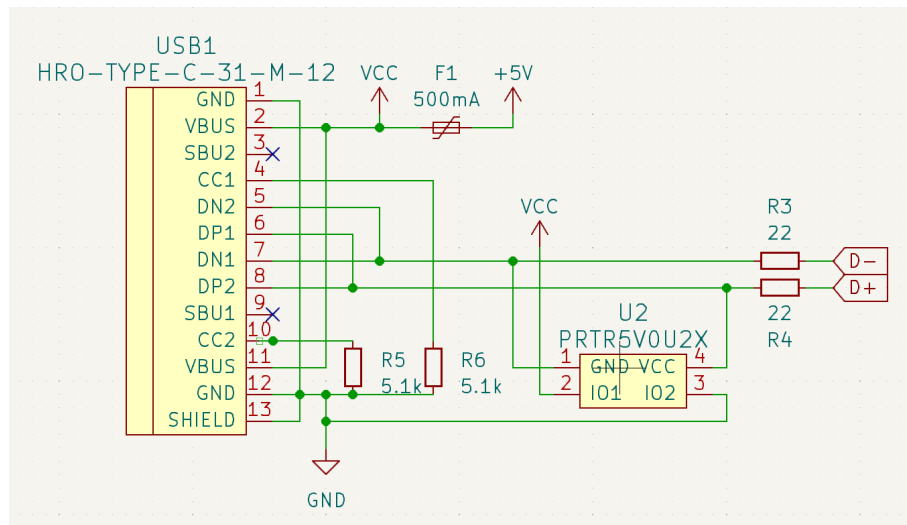 USB1
HRO-TYPE-C-31-M-12
GND 1
VBUS 2
SBU2 3
CC1 4
DN2 5
DP1 6
DN1 7
DP2 8
SBU1 9
CC2 10
VBUS 11
GND 12
SHIELD 13
VCC
F1
500mA
+5V
VCC
R3
22
D-
D+
22
R4
R5
5.1k
R6
5.1k
U2
PRTR5V0U2X
1 GND VCC 4
2 IO1 IO2 3
GND